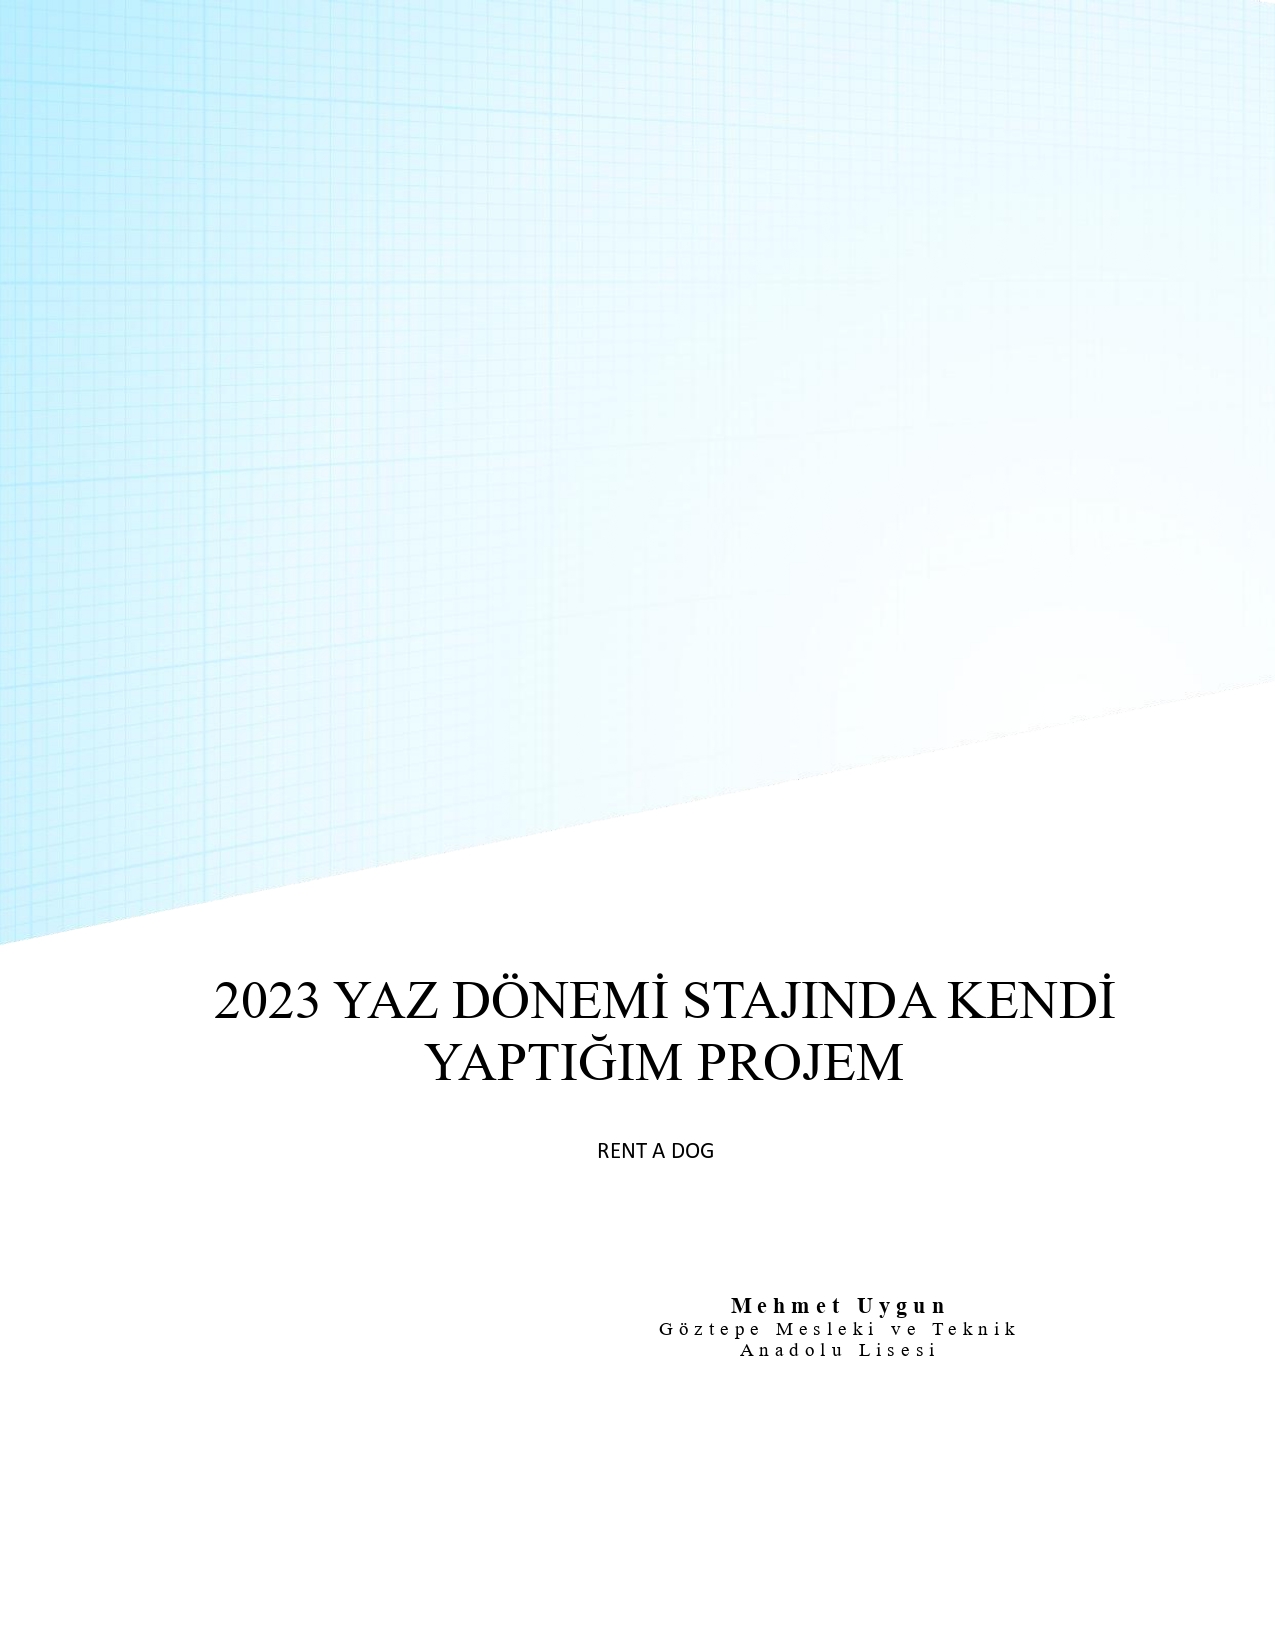 2023 YAZ DÖNEMİ STAJINDA KENDİ
YAPTIĞIM PROJEM
RENT A DOG
Mehmet Uygun
Göztepe Mesleki ve Teknik
Anadolu Lisesi